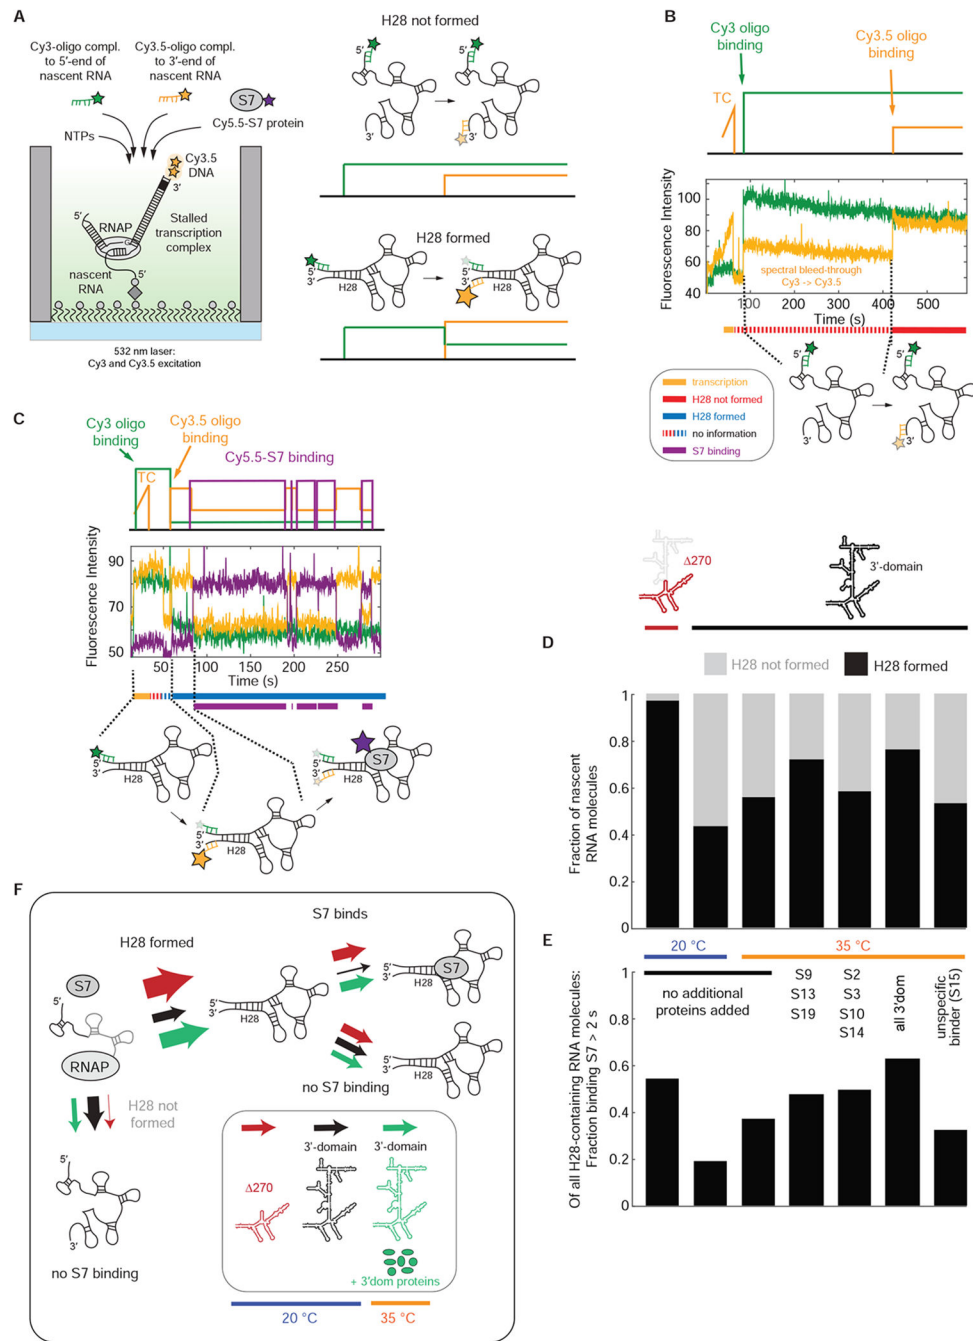 A
Cy3-oligo compl.
to 5′-end of
nascent RNA
Cy3.5-oligo compl.
to 3′-end of
nascent RNA
S7
NTPs
Cy5.5-S7 protein
Cy3.5
DNA
3′
RNAP
Stalled
transcription
complex
nascent
RNA
5′
532 nm laser:
Cy3 and Cy3.5 excitation
H28 not formed
5′
5′
3′
3′
H28 formed
5′
3′
H28
5′
3′
H28
B
Cy3 oligo
binding
Cy3.5 oligo
binding
TC
Fluorescence Intensity
100
80
60
40
spectral bleed-through
Cy3 -> Cy3.5
0
100
200
300
400
500
Time (s)
5′
3′
5′
3′
transcription
H28 not formed
H28 formed
no information
S7 binding
C
Cy3 oligo
binding
Cy3.5 oligo
binding
Cy5.5-S7 binding
TC
Fluorescence Intensity
90
70
50
50
100
150
200
250
Time (s)
5′
3′
H28
5′
3′
H28
5′
3′
H28
S7
Δ270
3′-domain
D
H28 not formed
H28 formed
Fraction of nascent
RNA molecules
1
0.8
0.6
0.4
0.2
0
20 °C
35 °C
E
Of all H28-containing RNA molecules:
Fraction binding S7 > 2 s
1
0.8
0.6
0.4
0.2
0
no additional
proteins added
S9
S13
S19
S2
S3
S10
S14
all 3′dom
unspecific
binder (S15)
F
S7 binds
H28 formed
S7
5′
RNAP
5′
3′
H28
5′
3′
H28
S7
5′
3′
H28
no S7 binding
H28 not
formed
5′
3′
no S7 binding
3′-domain
3′-domain
Δ270
+ 3′dom proteins
20 °C
35 °C